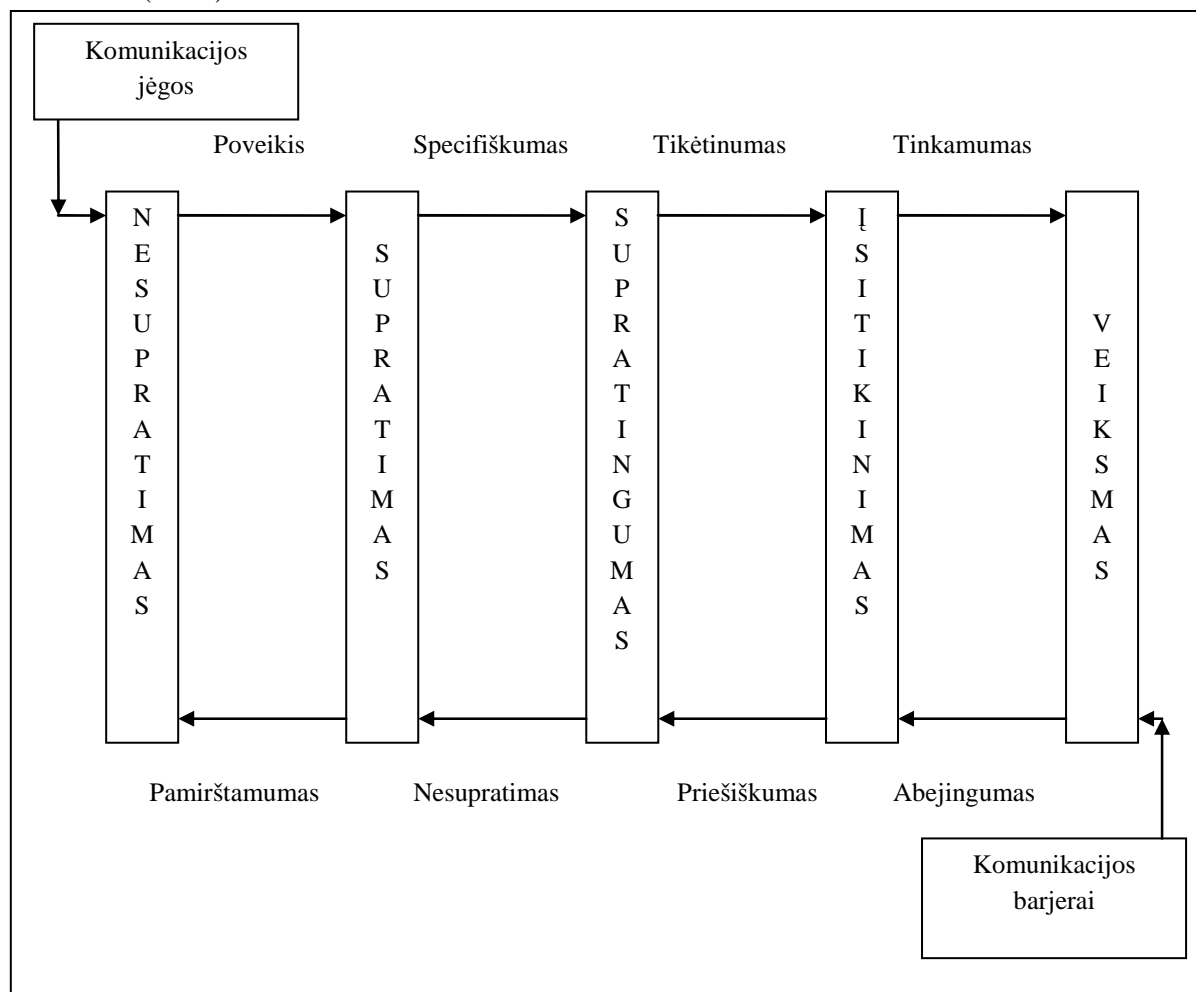 Komunikacijos
jėgos
Poveikis Specifiškumas Tikėtinumas Tinkamumas
NESUPRATIMAS
SUPRATIMAS
SUPRATINGUMAS
ĮSITIKINIMAS
VEIKSMAS
Pamirštamumas Nesupratimas Priešiškumas Abejingumas
Komunikacijos
barjerai